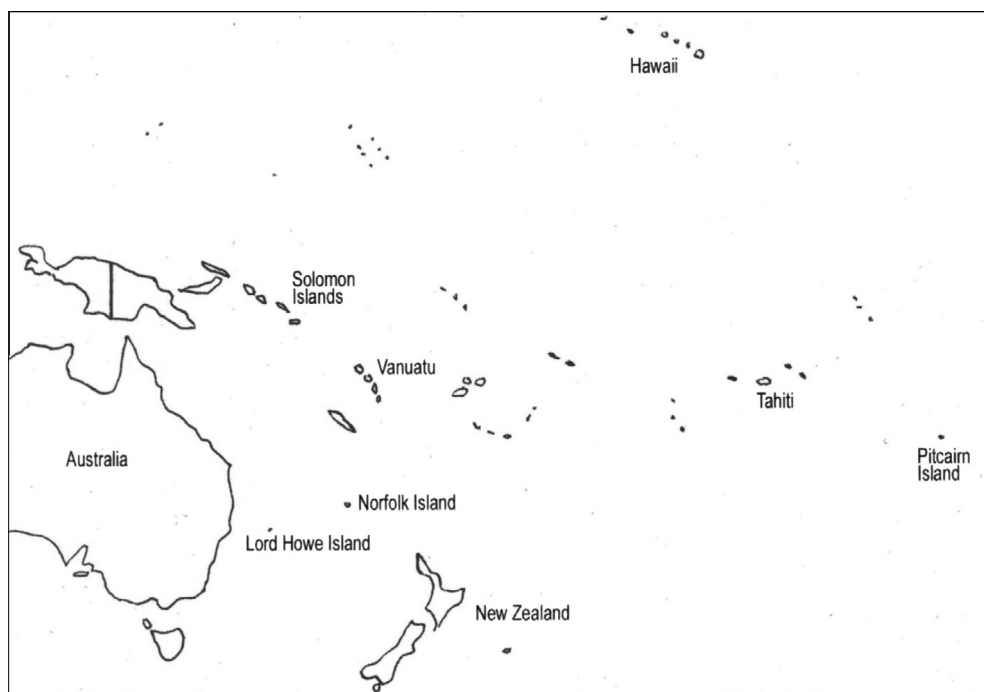 Hawaii
Solomon
Islands
Vanuatu
Tahiti
Australia
Pitcairn
Island
Norfolk Island
Lord Howe Island
New Zealand